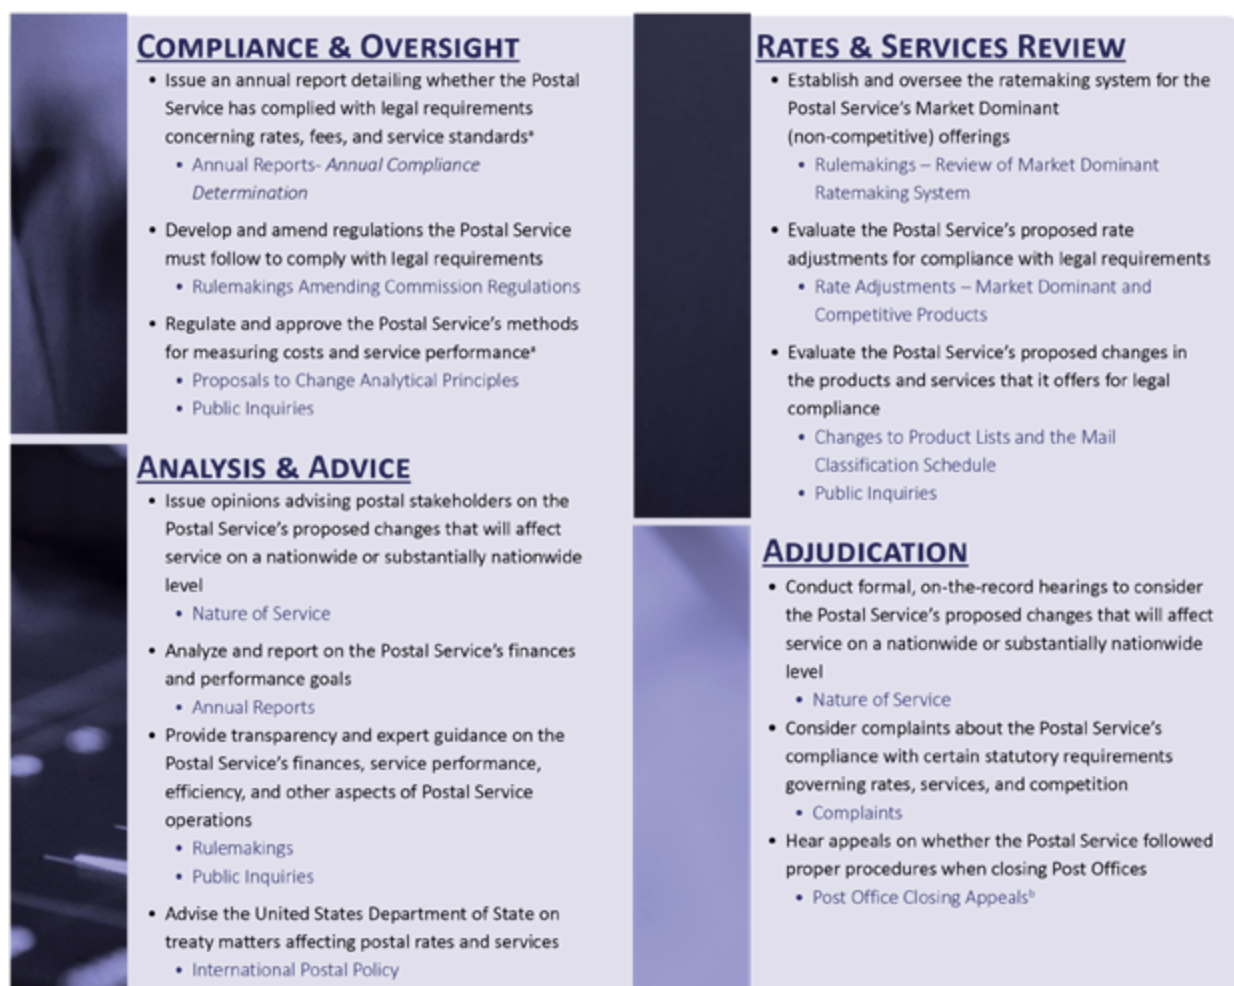 COMPLIANCE & OVERSIGHT
• Issue an annual report detailing whether the Postal
Service has complied with legal requirements
concerning rates, fees, and service standardsᵃ
• Annual Reports- Annual Compliance
Determination
• Develop and amend regulations the Postal Service
must follow to comply with legal requirements
• Rulemakings Amending Commission Regulations
• Regulate and approve the Postal Service's methods
for measuring costs and service performanceᵃ
• Proposals to Change Analytical Principles
• Public Inquiries
ANALYSIS & ADVICE
• Issue opinions advising postal stakeholders on the
Postal Service's proposed changes that will affect
service on a nationwide or substantially nationwide
level
• Nature of Service
• Analyze and report on the Postal Service's finances
and performance goals
• Annual Reports
• Provide transparency and expert guidance on the
Postal Service's finances, service performance,
efficiency, and other aspects of Postal Service
operations
• Rulemakings
• Public Inquiries
• Advise the United States Department of State on
treaty matters affecting postal rates and services
• International Postal Policy
RATES & SERVICES REVIEW
• Establish and oversee the ratemaking system for the
Postal Service's Market Dominant
(non-competitive) offerings
• Rulemakings – Review of Market Dominant
Ratemaking System
• Evaluate the Postal Service's proposed rate
adjustments for compliance with legal requirements
• Rate Adjustments – Market Dominant and
Competitive Products
• Evaluate the Postal Service's proposed changes in
the products and services that it offers for legal
compliance
• Changes to Product Lists and the Mail
Classification Schedule
• Public Inquiries
ADJUDICATION
• Conduct formal, on-the-record hearings to consider
the Postal Service's proposed changes that will affect
service on a nationwide or substantially nationwide
level
• Nature of Service
• Consider complaints about the Postal Service's
compliance with certain statutory requirements
governing rates, services, and competition
• Complaints
• Hear appeals on whether the Postal Service followed
proper procedures when closing Post Offices
• Post Office Closing Appealsᵇ